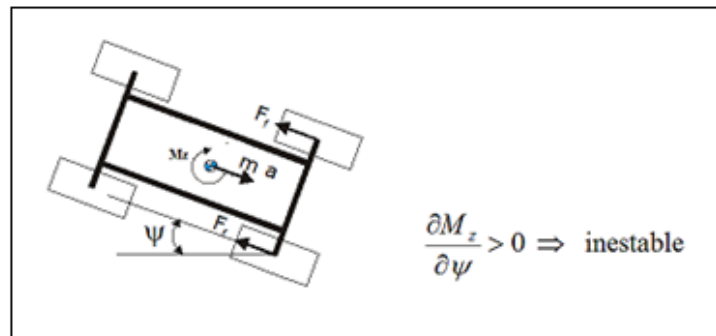 F_f
Mz
m a
F_r
ψ
∂M_z/∂ψ > 0 ⇒ inestable